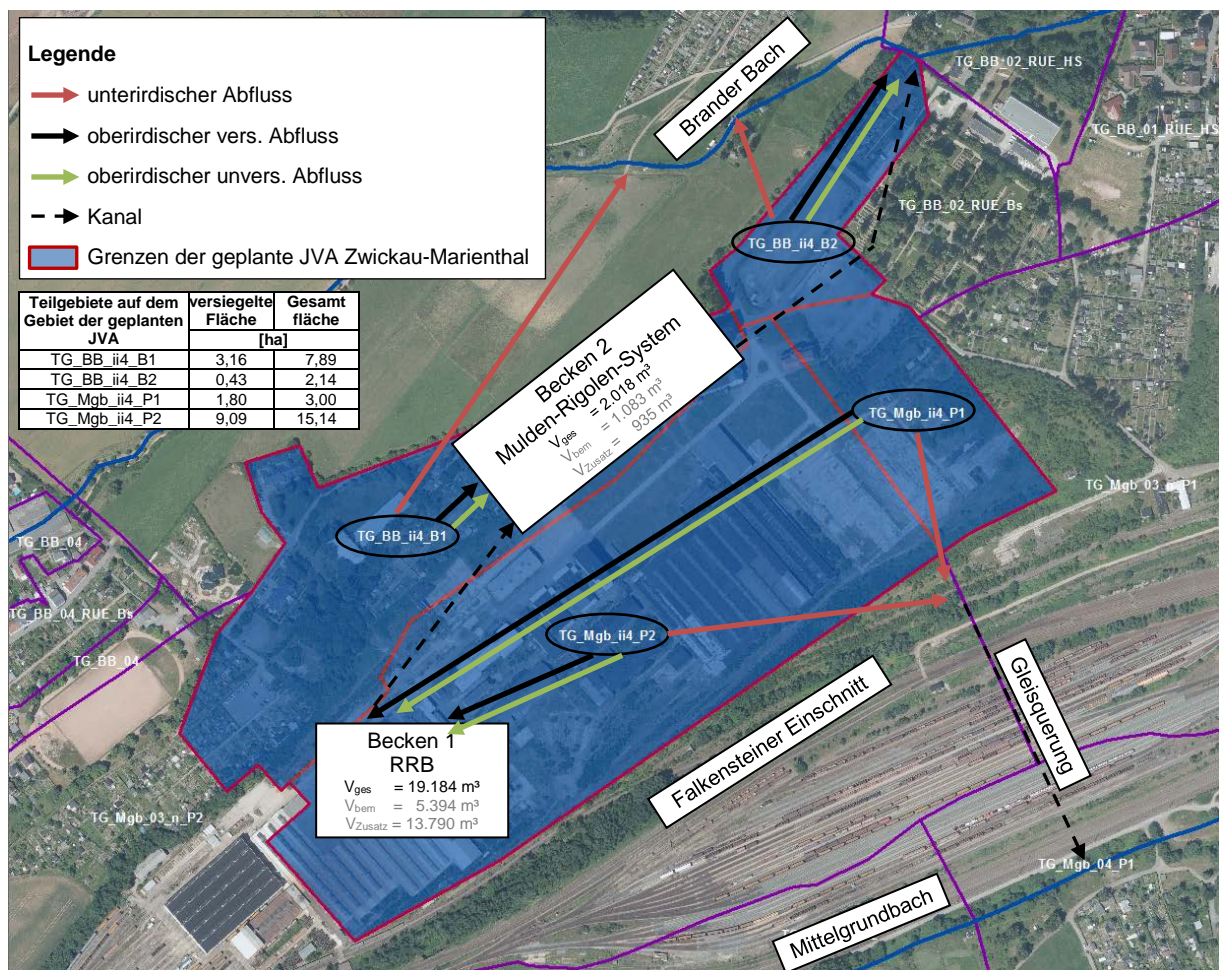 Legende
unterirdischer Abfluss
oberirdischer vers. Abfluss
oberirdischer unvers. Abfluss
Kanal
Grenzen der geplante JVA Zwickau-Marienthal
Teilgebiete auf dem Gebiet der geplanten JVA versiegelte Fläche Gesamt fläche
[ha]
TG_BB_ii4_B1 3,16 7,89
TG_BB_ii4_B2 0,43 2,14
TG_Mgb_ii4_P1 1,80 3,00
TG_Mgb_ii4_P2 9,09 15,14
Brander Bach
TG_BB_02_RUE_HS
TG_BB_01_RUE_HS
TG_BB_02_RUE_Bs
TG_BB_ii4_B2
Becken 2
Mulden-Rigolen-System
Vges = 2.018 m³
Vbem = 1.083 m³
VZusatz = 935 m³
TG_Mgb_ii4_P1
TG_Mgb_03_n_P1
TG_BB_ii4_B1
TG_BB_04
TG_BB_04_RUE_Bs
TG_BB_04
TG_Mgb_ii4_P2
Becken 1
RRB
Vges = 19.184 m³
Vbem = 5.394 m³
VZusatz = 13.790 m³
TG_Mgb_03_n_P2
Falkensteiner Einschnitt
Gleisquerung
TG_Mgb_04_P1
Mittelgrundbach